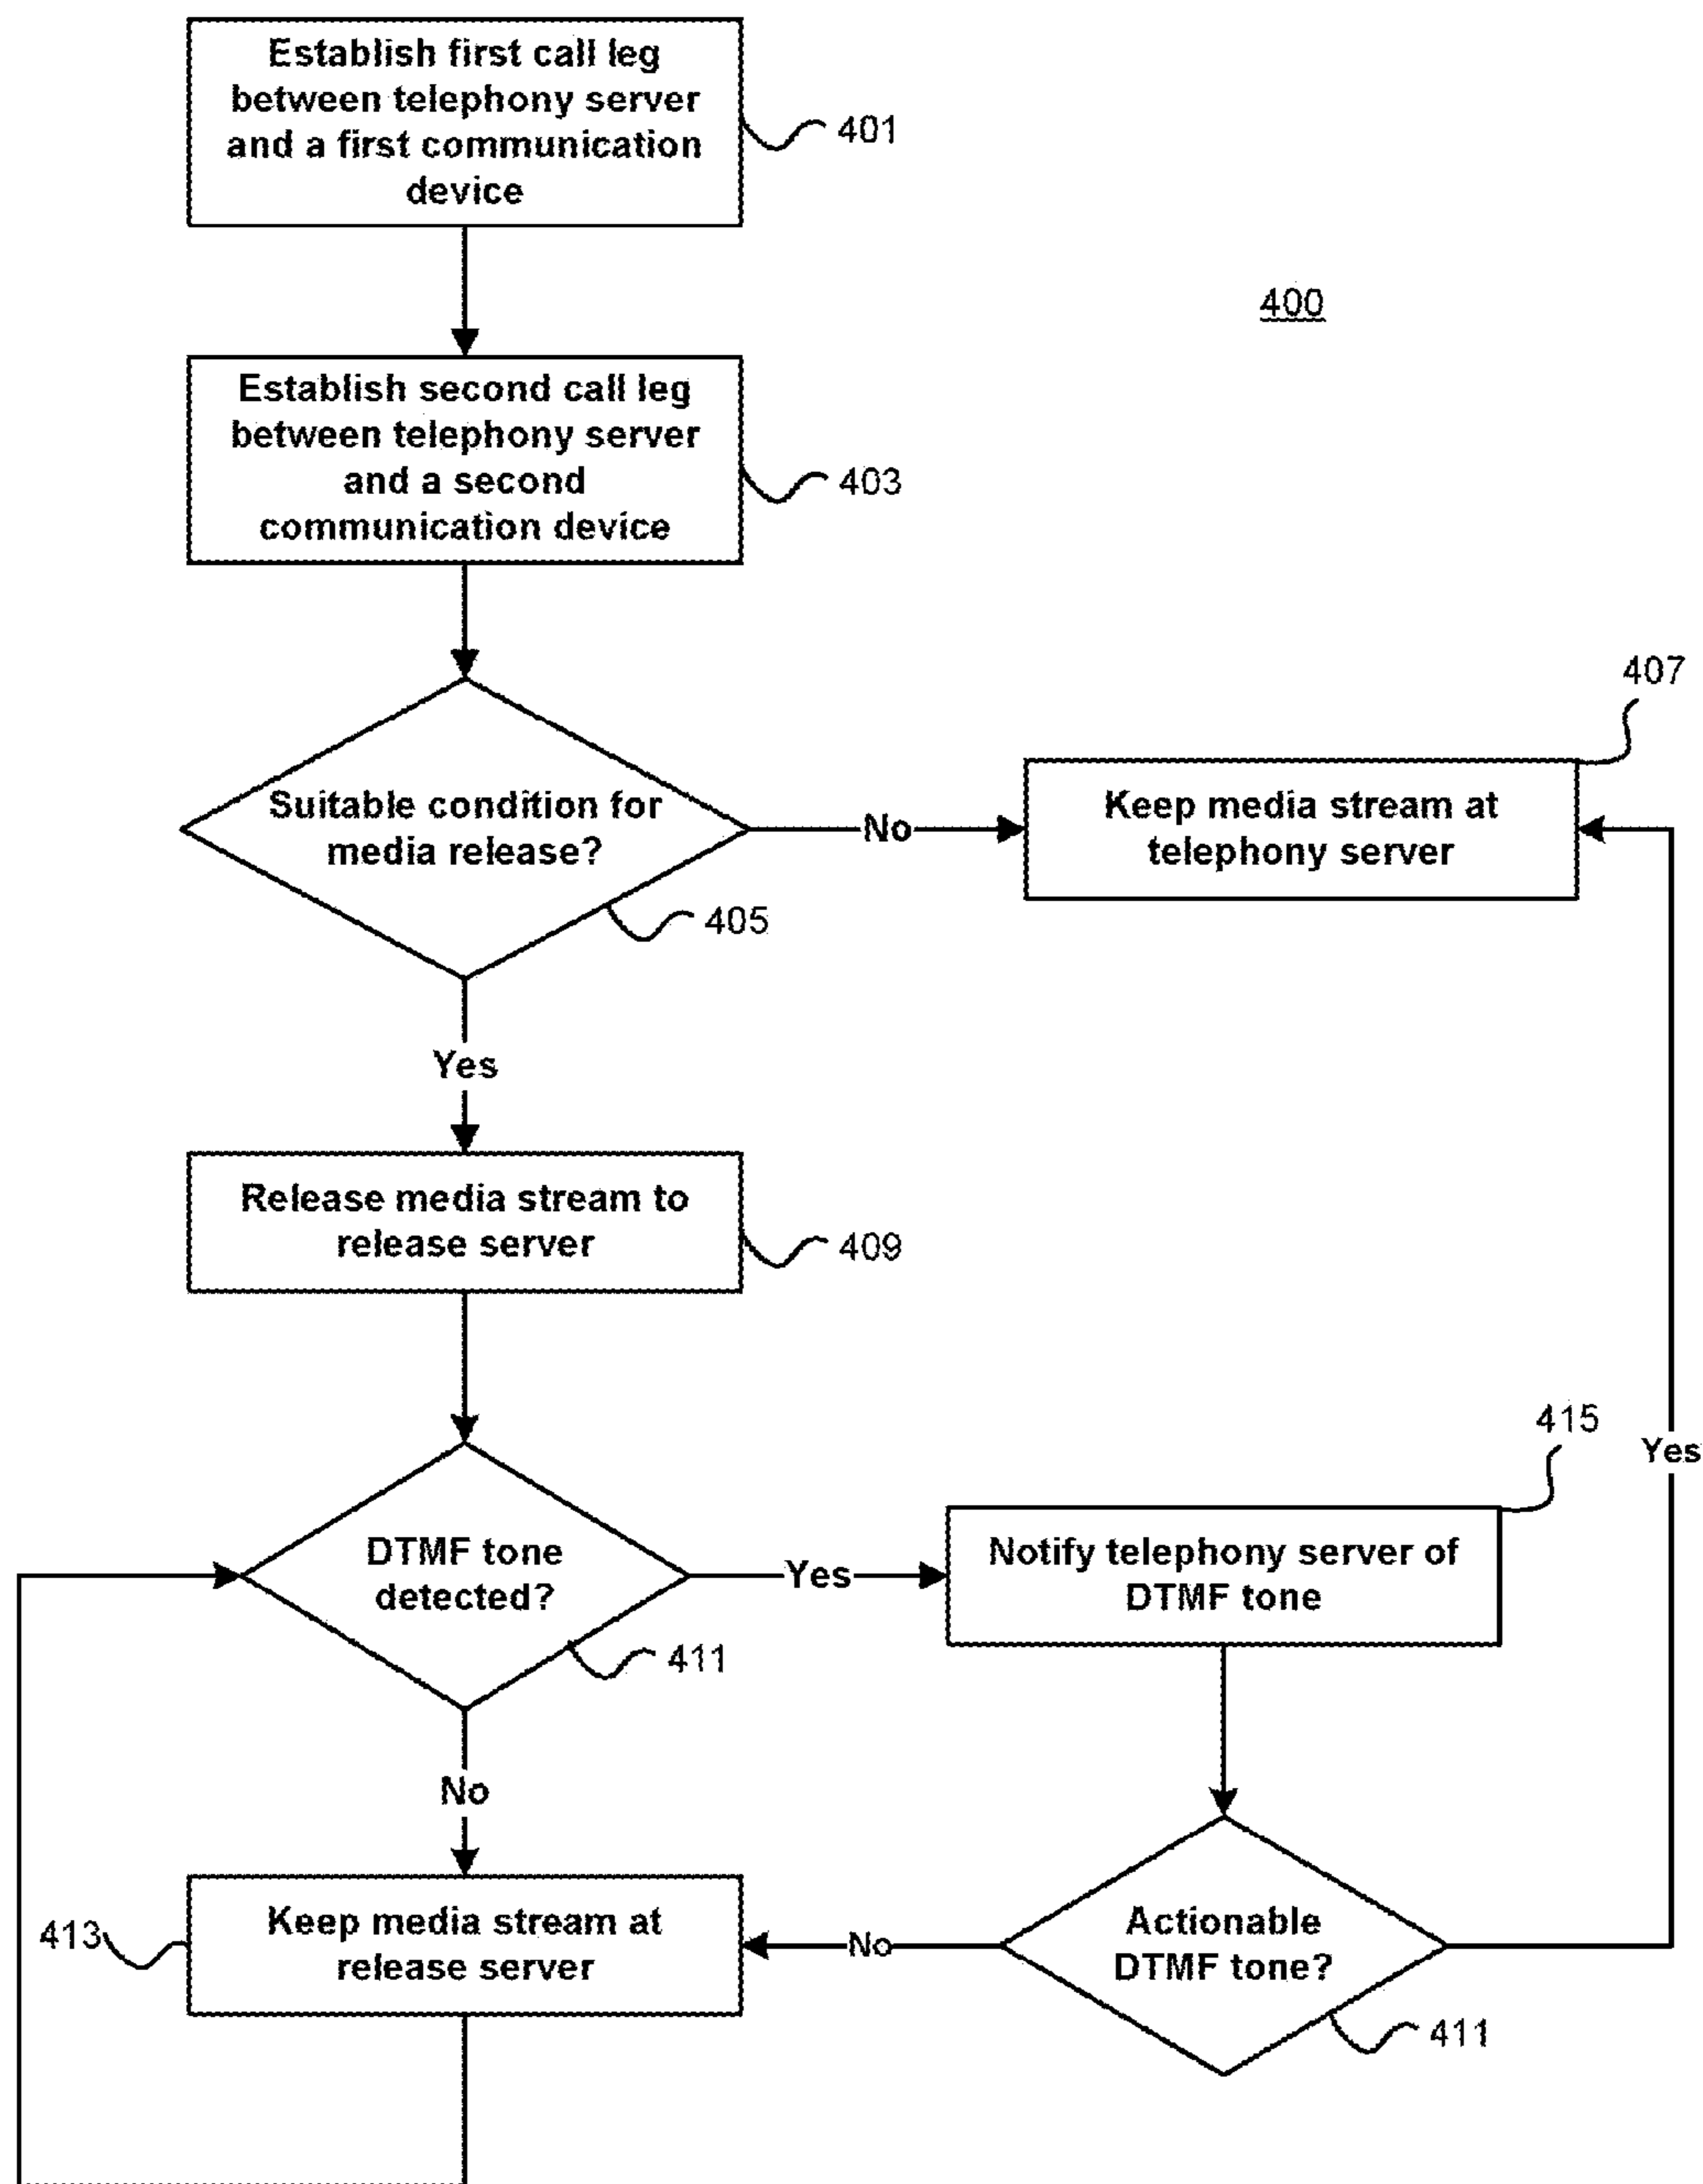 Establish first call leg
between telephony server
and a first communication
device
401
400
Establish second call leg
between telephony server
and a second
communication device
403
407
Suitable condition for
media release?
405
No
Keep media stream at
telephony server
Yes
Release media stream to
release server
409
415
Yes
DTMF tone
detected?
411
Yes
Notify telephony server of
DTMF tone
No
413
Keep media stream at
release server
No
Actionable
DTMF tone?
411